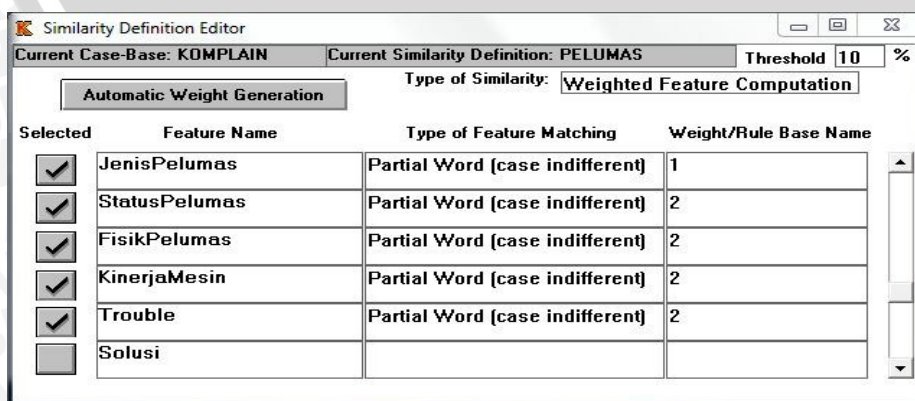 Similarity Definition Editor
Current Case-Base: KOMPLAIN Current Similarity Definition: PELUMAS Threshold 10 %
Automatic Weight Generation Type of Similarity: Weighted Feature Computation
Selected Feature Name Type of Feature Matching Weight/Rule Base Name
JenisPelumas Partial Word (case indifferent) 1
StatusPelumas Partial Word (case indifferent) 2
FisikPelumas Partial Word (case indifferent) 2
KinerjaMesin Partial Word (case indifferent) 2
Trouble Partial Word (case indifferent) 2
Solusi